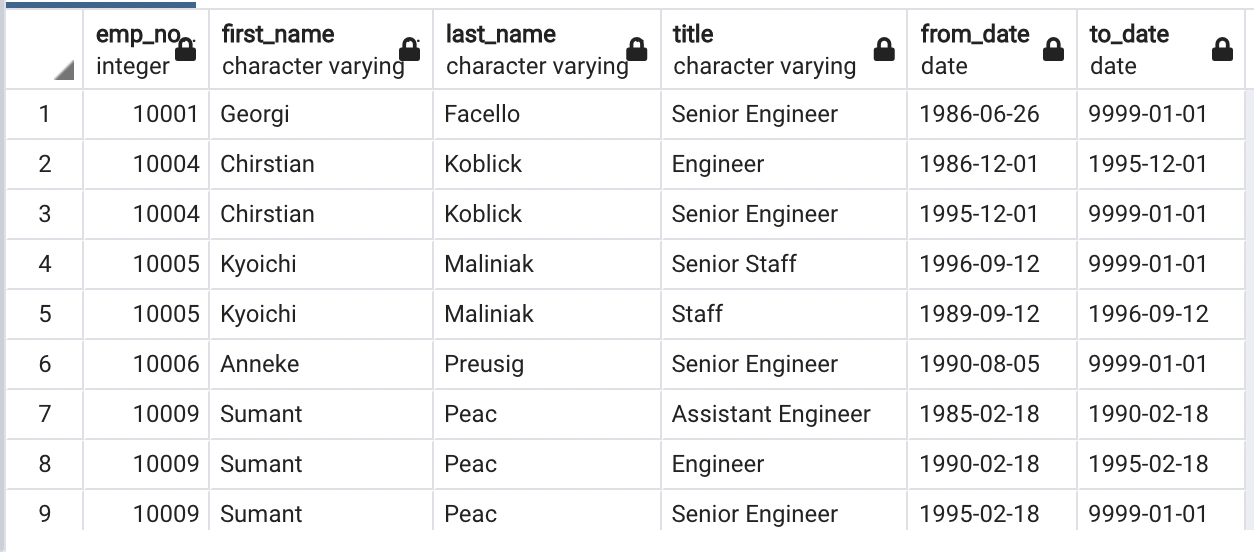 emp_no. first_name last_name title from_date to_date
integer character varying character varying character varying date date
1 10001 Georgi Facello Senior Engineer 1986-06-26 9999-01-01
2 10004 Chirstian Koblick Engineer 1986-12-01 1995-12-01
3 10004 Chirstian Koblick Senior Engineer 1995-12-01 9999-01-01
4 10005 Kyoichi Maliniak Senior Staff 1996-09-12 9999-01-01
5 10005 Kyoichi Maliniak Staff 1989-09-12 1996-09-12
6 10006 Anneke Preusig Senior Engineer 1990-08-05 9999-01-01
7 10009 Sumant Peac Assistant Engineer 1985-02-18 1990-02-18
8 10009 Sumant Peac Engineer 1990-02-18 1995-02-18
9 10009 Sumant Peac Senior Engineer 1995-02-18 9999-01-01